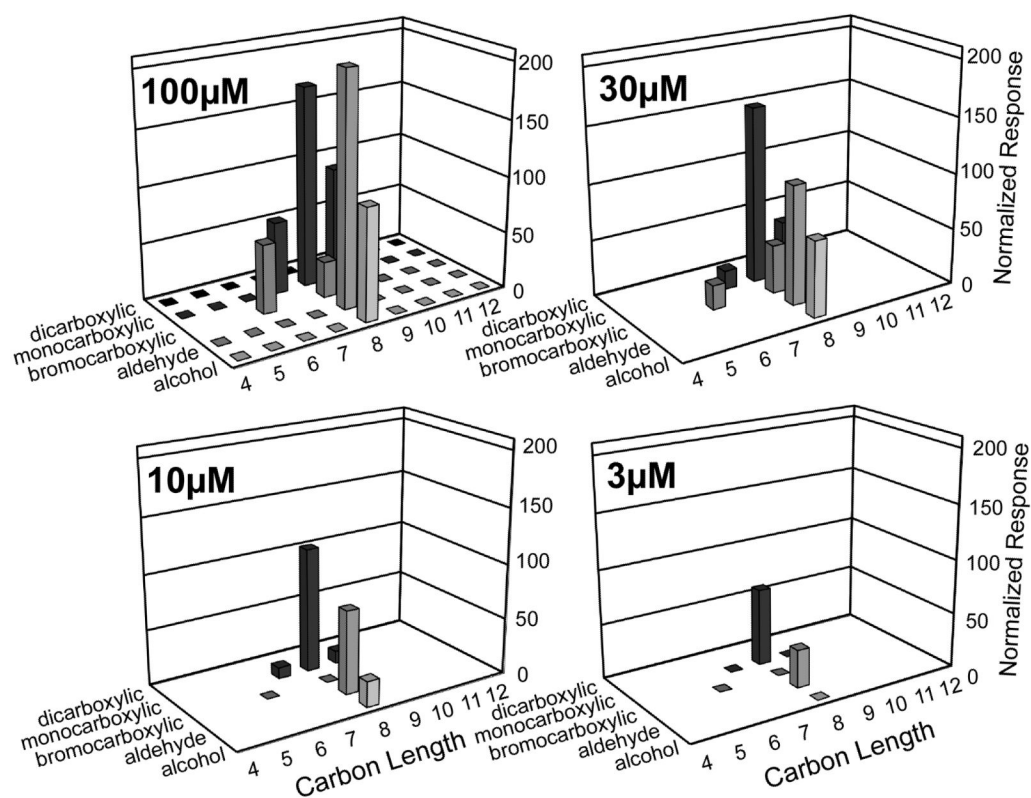 100µM
200
150
100
50
0
dicarboxylic
monocarboxylic
bromocarboxylic
aldehyde
alcohol
4 5 6 7 8 9 10 11 12
30µM
200
150
100
50
0
Normalized Response
dicarboxylic
monocarboxylic
bromocarboxylic
aldehyde
alcohol
4 5 6 7 8 9 10 11 12
10µM
200
150
100
50
0
dicarboxylic
monocarboxylic
bromocarboxylic
aldehyde
alcohol
4 5 6 7 8 9 10 11 12
Carbon Length
3µM
200
150
100
50
0
Normalized Response
dicarboxylic
monocarboxylic
bromocarboxylic
aldehyde
alcohol
4 5 6 7 8 9 10 11 12
Carbon Length